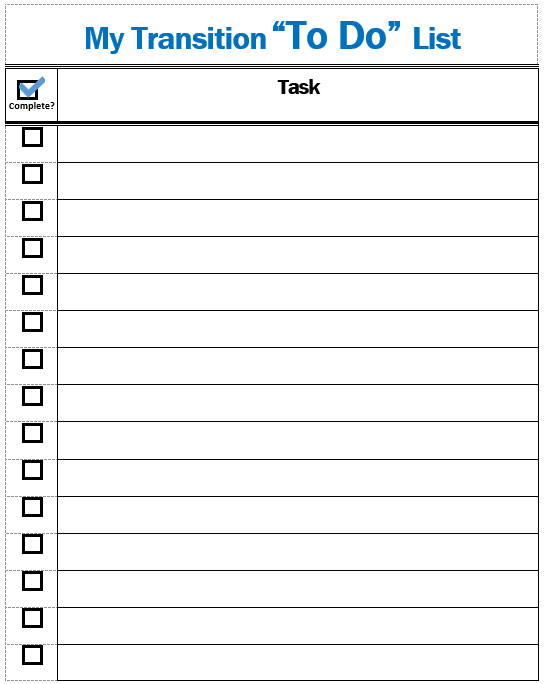 My Transition “To Do” List
Task
Complete?